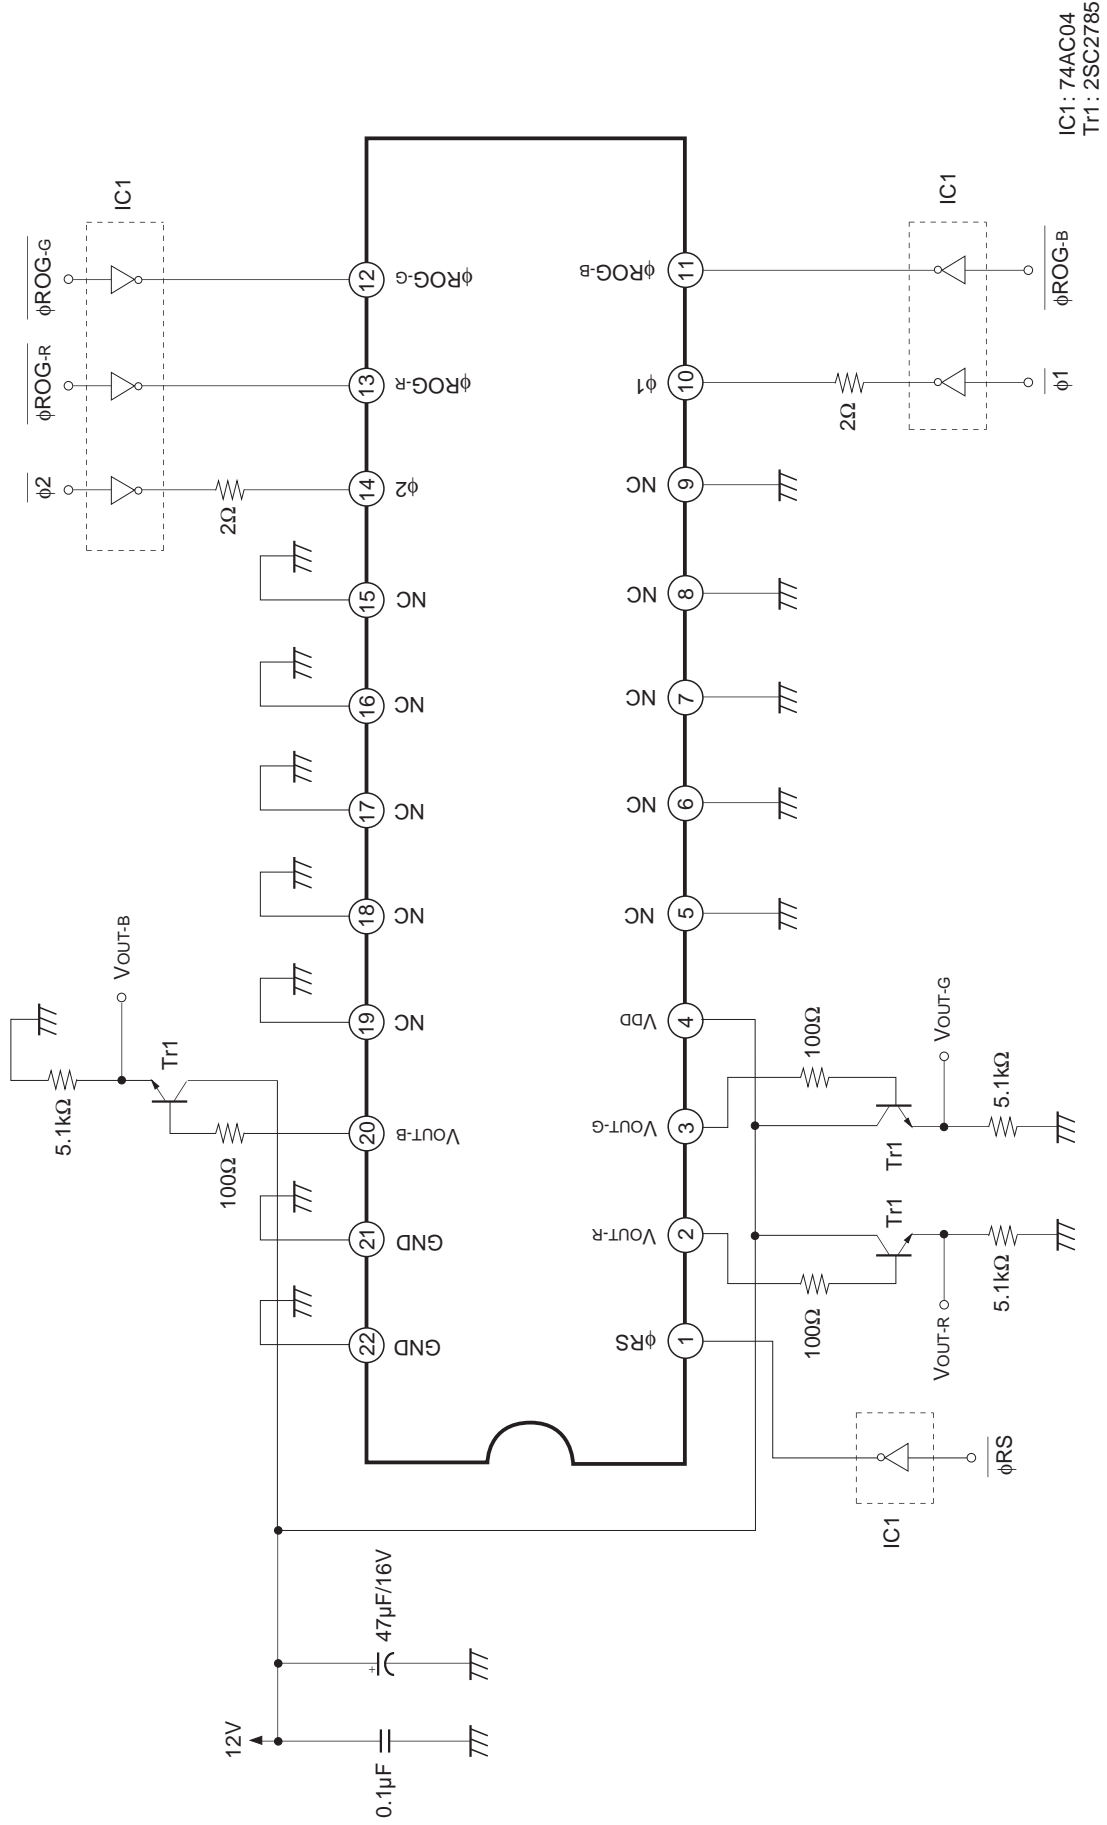 IC1: 74AC04
Tr1: 2SC2785
φROG-G
φROG-R
φ2
IC1
2Ω
VOUT-B
Tr1
5.1kΩ
100Ω
12
φROG-G
13
φROG-R
14
φ2
15
NC
16
NC
17
NC
18
NC
19
NC
20
VOUT-B
21
GND
22
GND
11
φROG-B
10
φ1
9
NC
8
NC
7
NC
6
NC
5
NC
4
VDD
3
VOUT-G
2
VOUT-R
1
φRS
2Ω
IC1
φROG-B
φ1
100Ω
VOUT-G
Tr1
5.1kΩ
100Ω
Tr1
VOUT-R
5.1kΩ
IC1
φRS
12V
0.1µF
+
47µF/16V